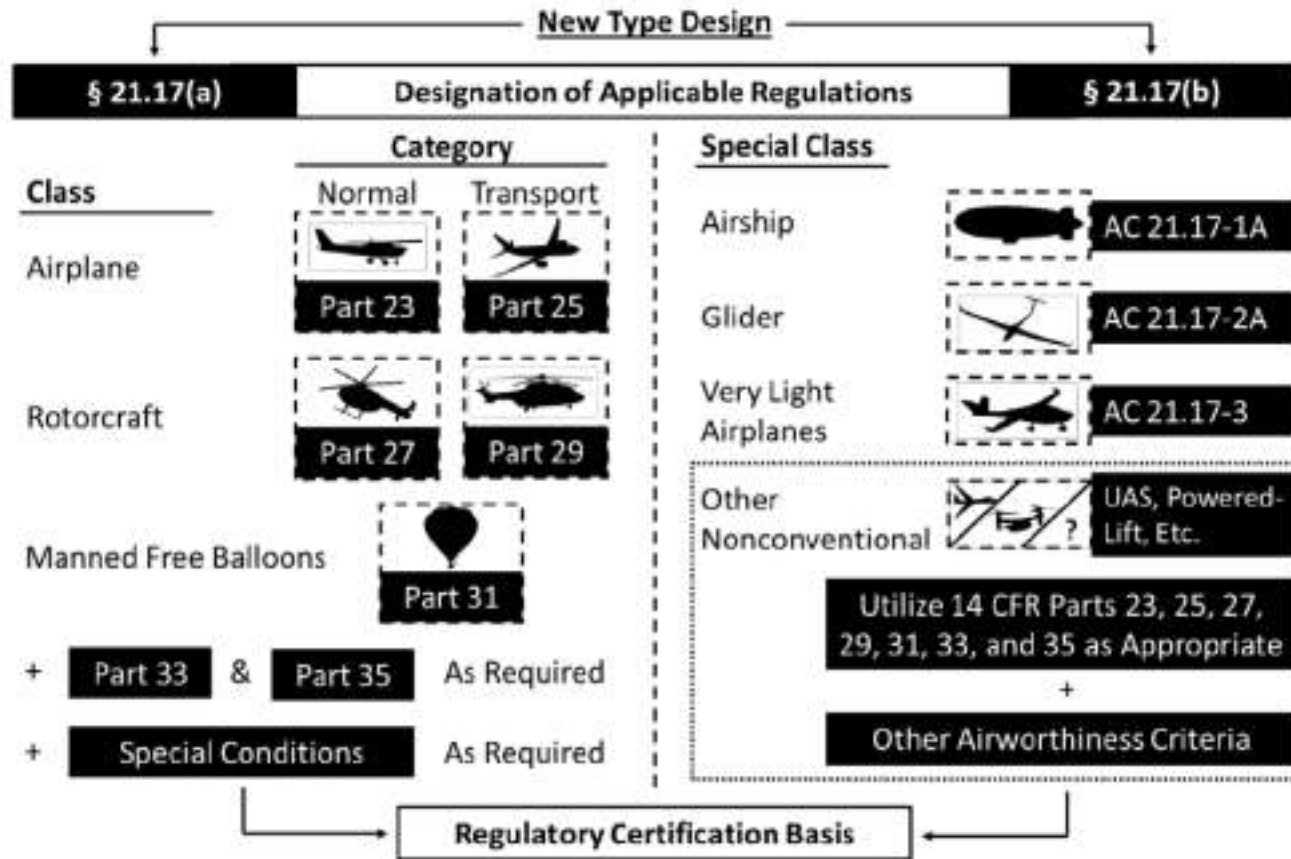 New Type Design
§ 21.17(a) Designation of Applicable Regulations § 21.17(b)
Category
Class
Normal Transport
Airplane
Part 23 Part 25
Rotorcraft
Part 27 Part 29
Manned Free Balloons
Part 31
+ Part 33 & Part 35 As Required
+ Special Conditions As Required
Special Class
Airship AC 21.17-1A
Glider AC 21.17-2A
Very Light
Airplanes
AC 21.17-3
Other
Nonconventional
?
UAS, Powered-
Lift, Etc.
Utilize 14 CFR Parts 23, 25, 27,
29, 31, 33, and 35 as Appropriate
+
Other Airworthiness Criteria
Regulatory Certification Basis